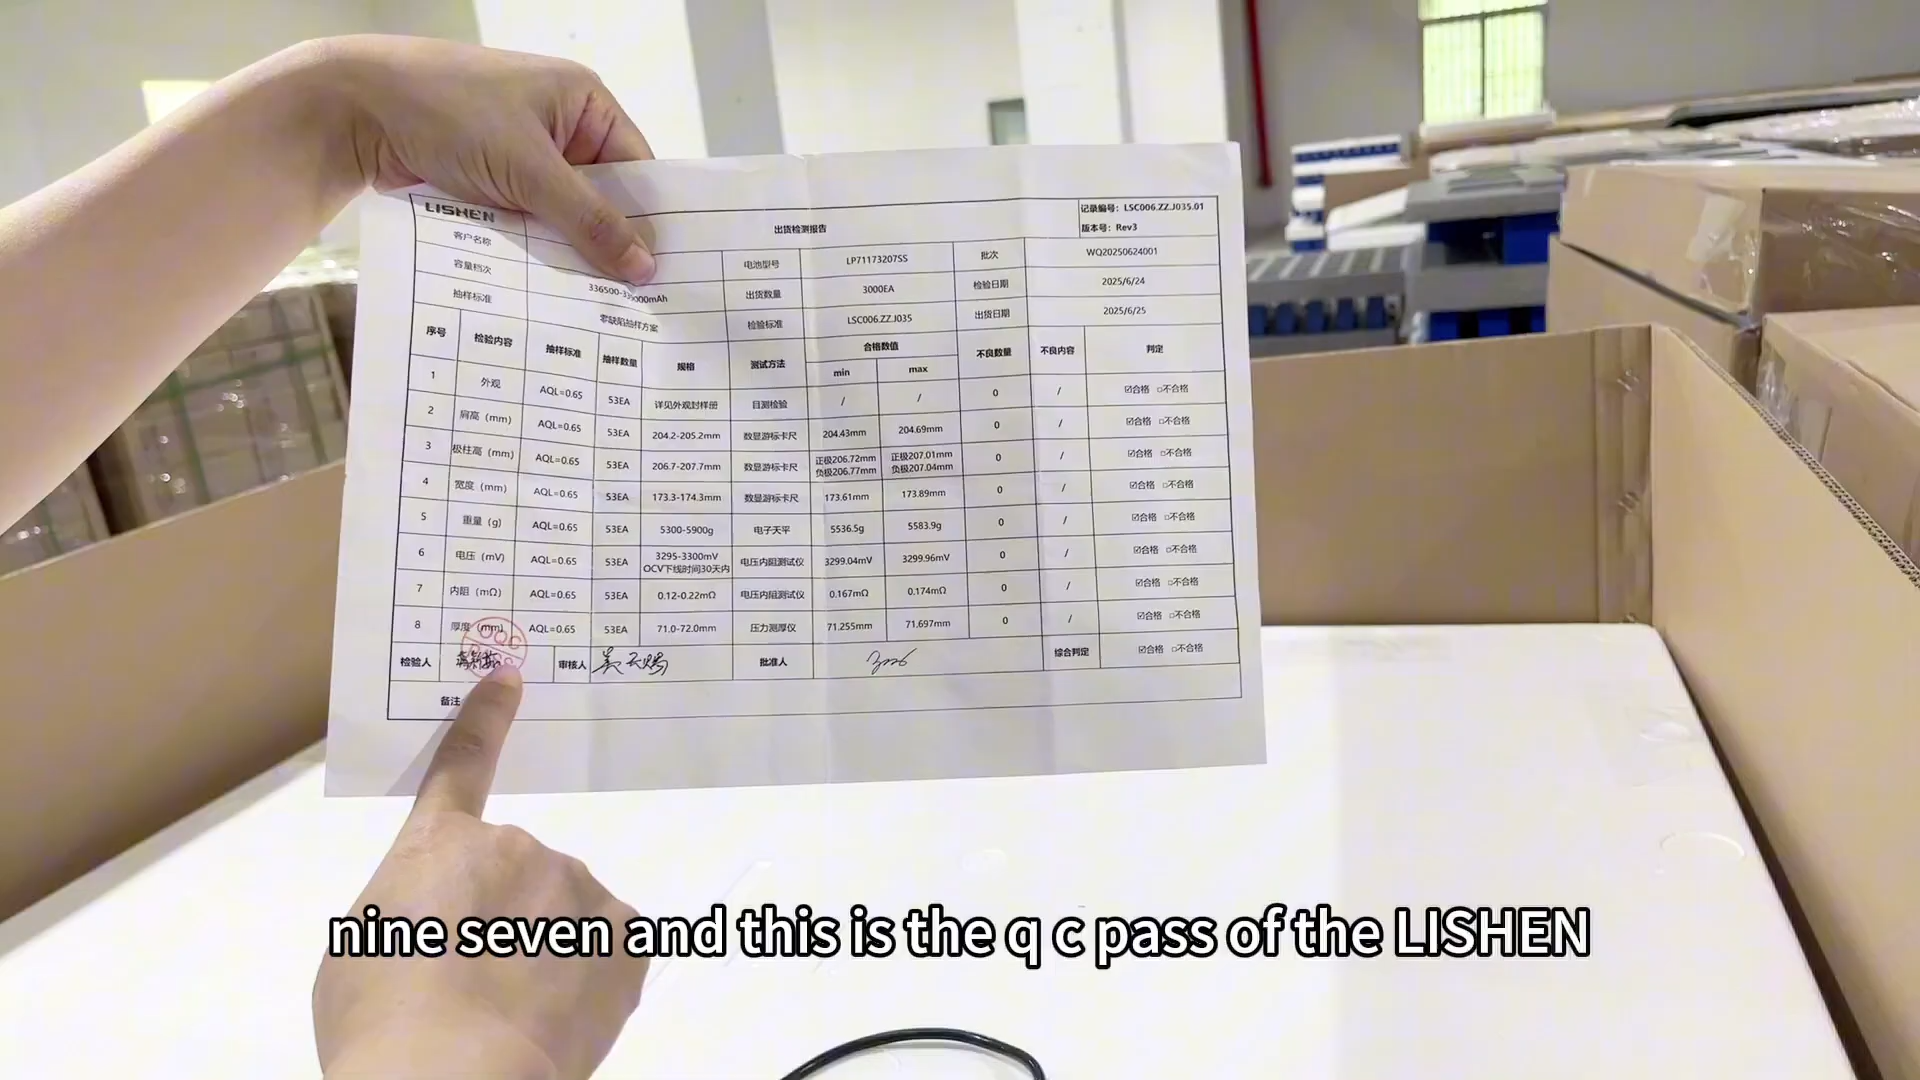 LISHEN
出货检测报告
记录编号：LSC006.ZZ.J035.01
版本号：Rev3
客户名称 电池型号 LP71173207SS 批次 WQ20250624001
容量档次 336500-339000mAh 出货数量 3000EA 检验日期 2025/6/24
抽样标准 零缺陷抽样方案 检验标准 LSC006.ZZ.J035 出货日期 2025/6/25
序号 检验内容 抽样标准 抽样数量 规格 测试方法 合格数值 不良数量 不良内容 判定
min max
1 外观 AQL=0.65 53EA 详见外观封样册 目测检验 / / 0 / ☑合格 □不合格
2 肩高（mm） AQL=0.65 53EA 204.2-205.2mm 数显游标卡尺 204.43mm 204.69mm 0 / ☑合格 □不合格
3 极柱高（mm） AQL=0.65 53EA 206.7-207.7mm 数显游标卡尺 正极206.72mm 正极207.01mm 0 / ☑合格 □不合格
负极206.77mm 负极207.04mm
4 宽度（mm） AQL=0.65 53EA 173.3-174.3mm 数显游标卡尺 173.61mm 173.89mm 0 / ☑合格 □不合格
5 重量（g） AQL=0.65 53EA 5300-5900g 电子天平 5536.5g 5583.9g 0 / ☑合格 □不合格
6 电压（mV） AQL=0.65 53EA 3295-3300mV 电压内阻测试仪 3299.04mV 3299.96mV 0 / ☑合格 □不合格
OCV下线时间30天内
7 内阻（mΩ） AQL=0.65 53EA 0.12-0.22mΩ 电压内阻测试仪 0.167mΩ 0.174mΩ 0 / ☑合格 □不合格
8 厚度（mm） AQL=0.65 53EA 71.0-72.0mm 压力测厚仪 71.255mm 71.697mm 0 / ☑合格 □不合格
OQC
检验人 审核人 批准人 综合判定 ☑合格 □不合格
备注
nine seven and this is the q c pass of the LISHEN